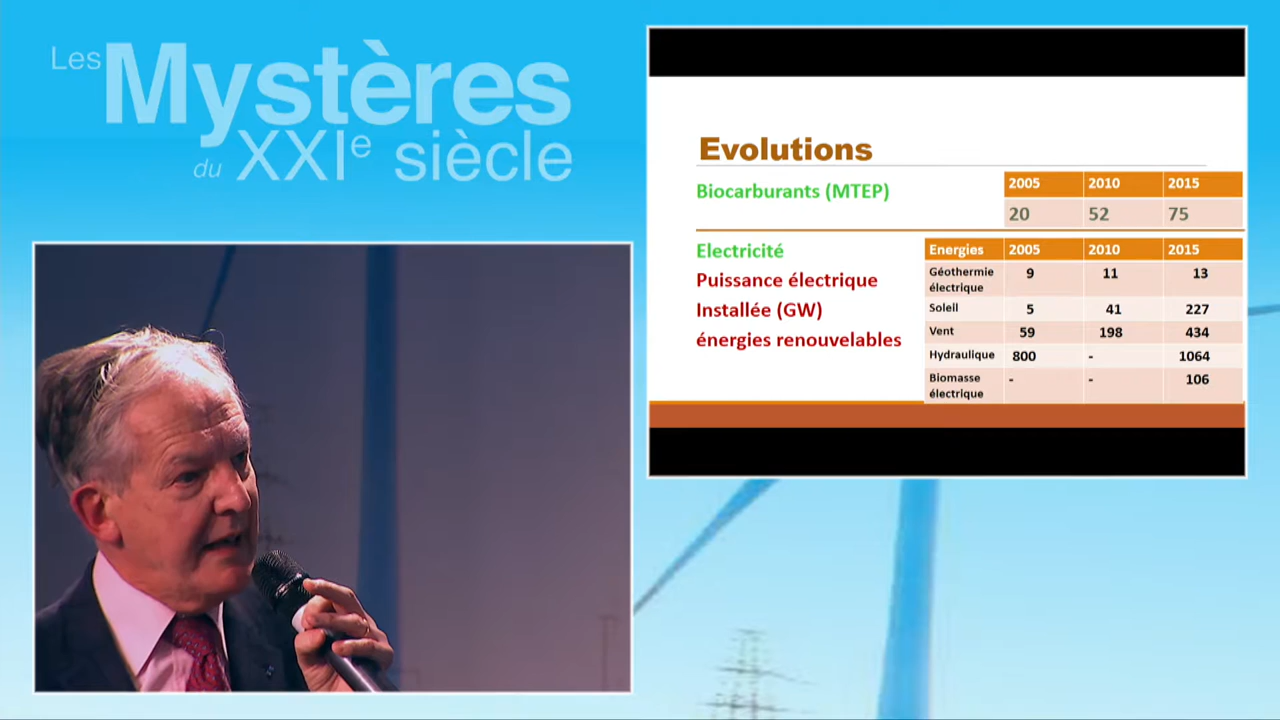 Les Mystères
du XXIe siècle
Evolutions
Biocarburants (MTEP)
2005 2010 2015
20 52 75
Electricité
Puissance électrique
Installée (GW)
énergies renouvelables
Energies 2005 2010 2015
Géothermie
électrique 9 11 13
Soleil 5 41 227
Vent 59 198 434
Hydraulique 800 - 1064
Biomasse
électrique - - 106